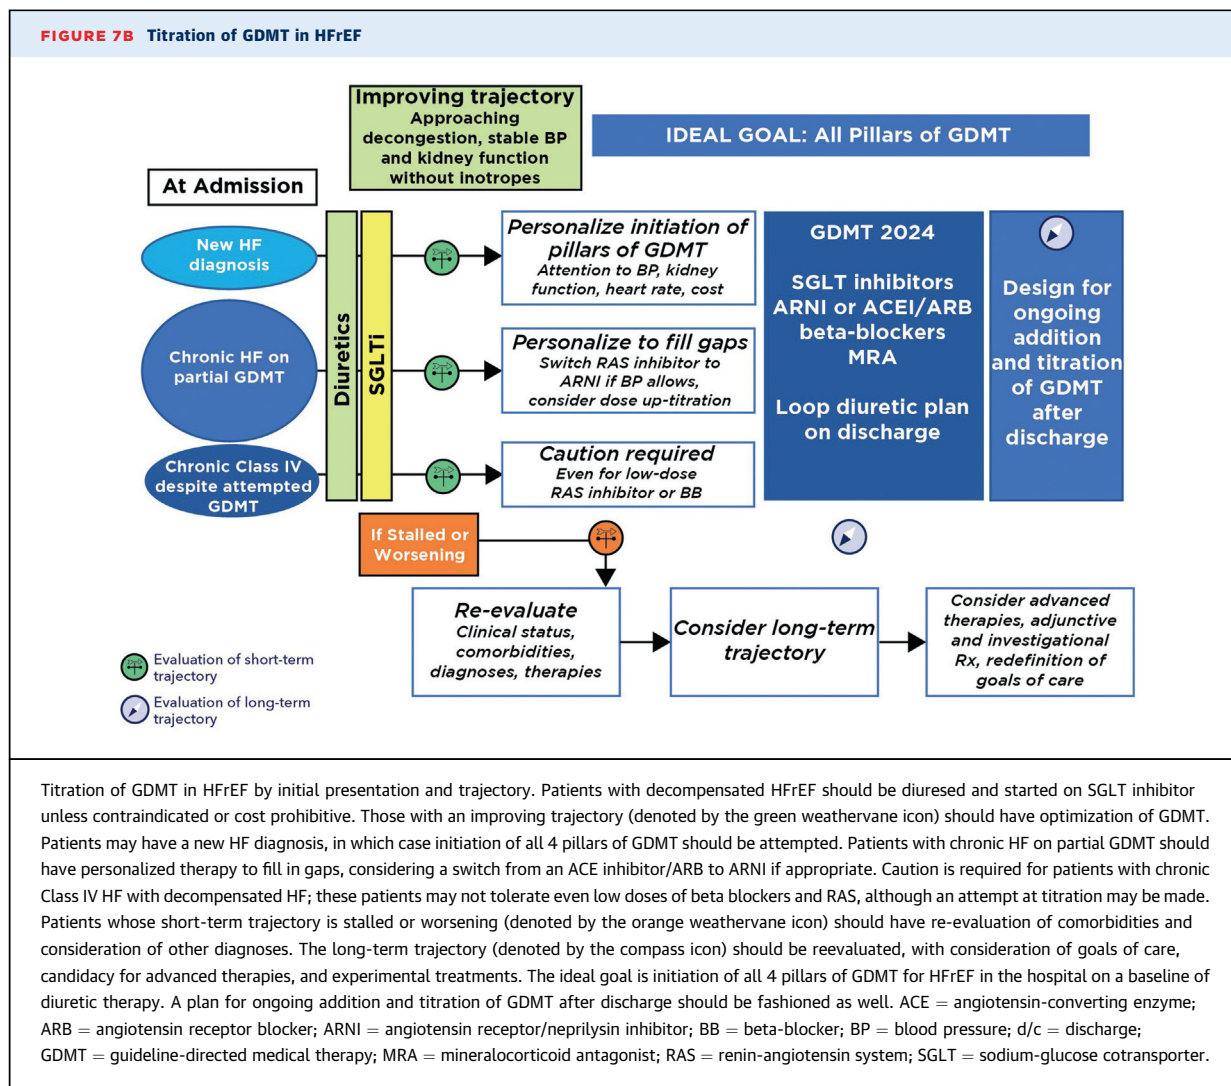 FIGURE 7B Titration of GDMT in HFrEF
Improving trajectory
Approaching
decongestion, stable BP
and kidney function
without inotropes
IDEAL GOAL: All Pillars of GDMT
At Admission
New HF
diagnosis
Chronic HF on
partial GDMT
Chronic Class IV
despite attempted
GDMT
Diuretics
SGLTi
Personalize initiation of
pillars of GDMT
Attention to BP, kidney
function, heart rate, cost
Personalize to fill gaps
Switch RAS inhibitor to
ARNI if BP allows,
consider dose up-titration
Caution required
Even for low-dose
RAS inhibitor or BB
GDMT 2024
SGLT inhibitors
ARNI or ACEI/ARB
beta-blockers
MRA
Loop diuretic plan
on discharge
Design for
ongoing
addition
and titration
of GDMT
after
discharge
If Stalled or
Worsening
Re-evaluate
Clinical status,
comorbidities,
diagnoses, therapies
Consider long-term
trajectory
Consider advanced
therapies, adjunctive
and investigational
Rx, redefinition of
goals of care
Evaluation of short-term
trajectory
Evaluation of long-term
trajectory
Titration of GDMT in HFrEF by initial presentation and trajectory. Patients with decompensated HFrEF should be diuresed and started on SGLT inhibitor
unless contraindicated or cost prohibitive. Those with an improving trajectory (denoted by the green weathervane icon) should have optimization of GDMT.
Patients may have a new HF diagnosis, in which case initiation of all 4 pillars of GDMT should be attempted. Patients with chronic HF on partial GDMT should
have personalized therapy to fill in gaps, considering a switch from an ACE inhibitor/ARB to ARNI if appropriate. Caution is required for patients with chronic
Class IV HF with decompensated HF; these patients may not tolerate even low doses of beta blockers and RAS, although an attempt at titration may be made.
Patients whose short-term trajectory is stalled or worsening (denoted by the orange weathervane icon) should have re-evaluation of comorbidities and
consideration of other diagnoses. The long-term trajectory (denoted by the compass icon) should be reevaluated, with consideration of goals of care,
candidacy for advanced therapies, and experimental treatments. The ideal goal is initiation of all 4 pillars of GDMT for HFrEF in the hospital on a baseline of
diuretic therapy. A plan for ongoing addition and titration of GDMT after discharge should be fashioned as well. ACE = angiotensin-converting enzyme;
ARB = angiotensin receptor blocker; ARNI = angiotensin receptor/neprilysin inhibitor; BB = beta-blocker; BP = blood pressure; d/c = discharge;
GDMT = guideline-directed medical therapy; MRA = mineralocorticoid antagonist; RAS = renin-angiotensin system; SGLT = sodium-glucose cotransporter.